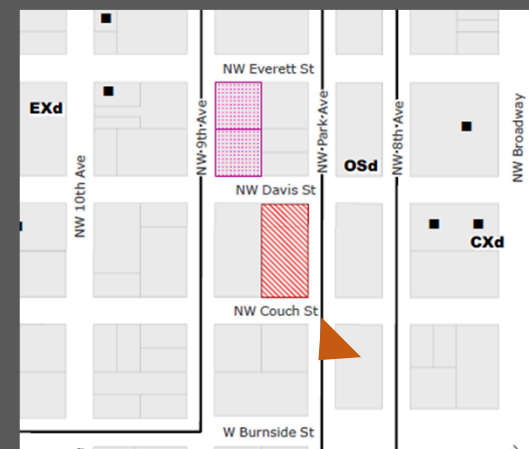 NW Everett St
EXd
NW 10th Ave
NW 9th Ave
NW Park Ave
NW 8th Ave
NW Broadway
OSd
NW Davis St
CXd
NW Couch St
W Burnside St